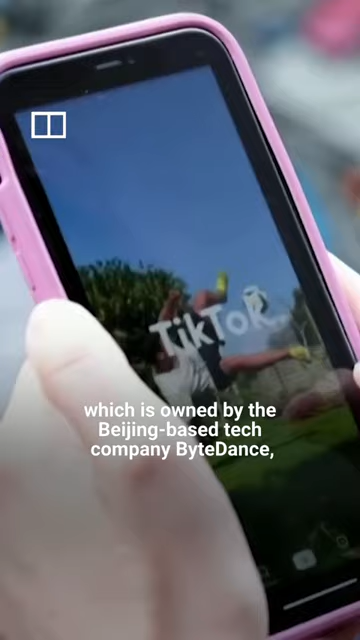 TikTok
which is owned by the
Beijing-based tech
company ByteDance,